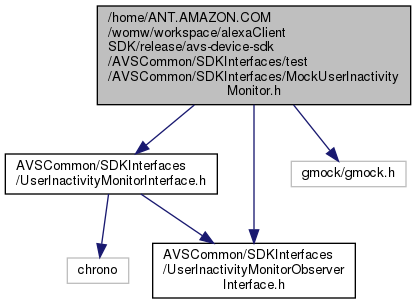 /home/ANT.AMAZON.COM
/womw/workspace/alexaClient
SDK/release/avs-device-sdk
/AVSCommon/SDKInterfaces/test
/AVSCommon/SDKInterfaces/MockUserInactivity
Monitor.h
AVSCommon/SDKInterfaces
/UserInactivityMonitorInterface.h
gmock/gmock.h
chrono
AVSCommon/SDKInterfaces
/UserInactivityMonitorObserver
Interface.h